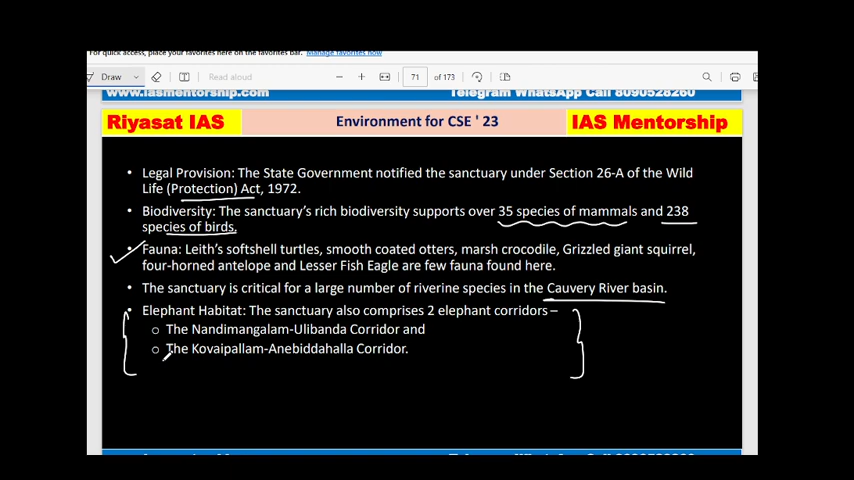 For quick access, place your favorites here on the favorites bar. Manage favorites now
Draw
Read aloud
71 of 173
www.iasmentorship.com Telegram WhatsApp Call
Riyasat IAS Environment for CSE ' 23 IAS Mentorship
• Legal Provision: The State Government notified the sanctuary under Section 26-A of the Wild
Life (Protection) Act, 1972.
• Biodiversity: The sanctuary's rich biodiversity supports over 35 species of mammals and 238
species of birds.
• Fauna: Leith's softshell turtles, smooth coated otters, marsh crocodile, Grizzled giant squirrel,
four-horned antelope and Lesser Fish Eagle are few fauna found here.
• The sanctuary is critical for a large number of riverine species in the Cauvery River basin.
• Elephant Habitat: The sanctuary also comprises 2 elephant corridors –
o The Nandimangalam-Ulibanda Corridor and
o The Kovaipallam-Anebiddahalla Corridor.